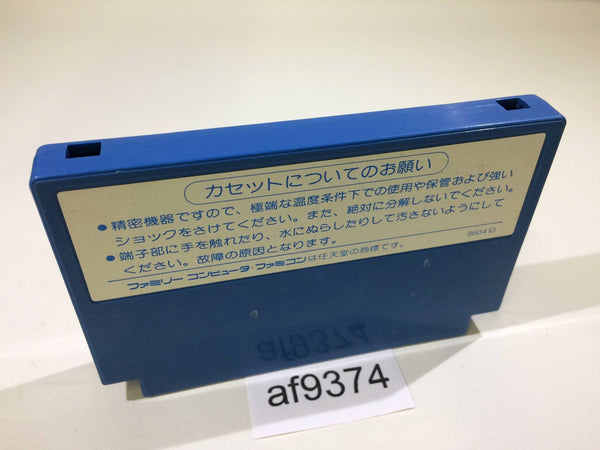 カセットについてのお願い
●精密機器ですので、極端な温度条件下での使用や保管および強い
ショックをさけてください。また、絶対に分解しないでください。
●端子部に手を触れたり、水にぬらしたりして汚さないようにして
ください。故障の原因となります。
ファミリーコンピュータ・ファミコンは任天堂の商標です。
860410
af9374
af9374